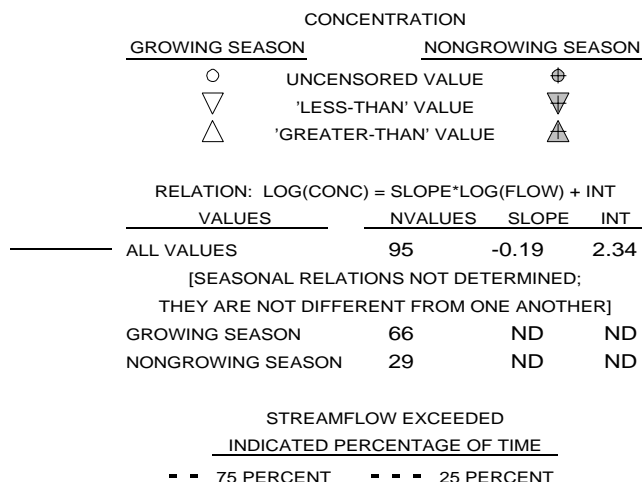 CONCENTRATION
GROWING SEASON NONGROWING SEASON
UNCENSORED VALUE
'LESS-THAN' VALUE
'GREATER-THAN' VALUE
RELATION: LOG(CONC) = SLOPE*LOG(FLOW) + INT
VALUES NVALUES SLOPE INT
ALL VALUES 95 -0.19 2.34
[SEASONAL RELATIONS NOT DETERMINED;
THEY ARE NOT DIFFERENT FROM ONE ANOTHER]
GROWING SEASON 66 ND ND
NONGROWING SEASON 29 ND ND
STREAMFLOW EXCEEDED
INDICATED PERCENTAGE OF TIME
75 PERCENT 25 PERCENT